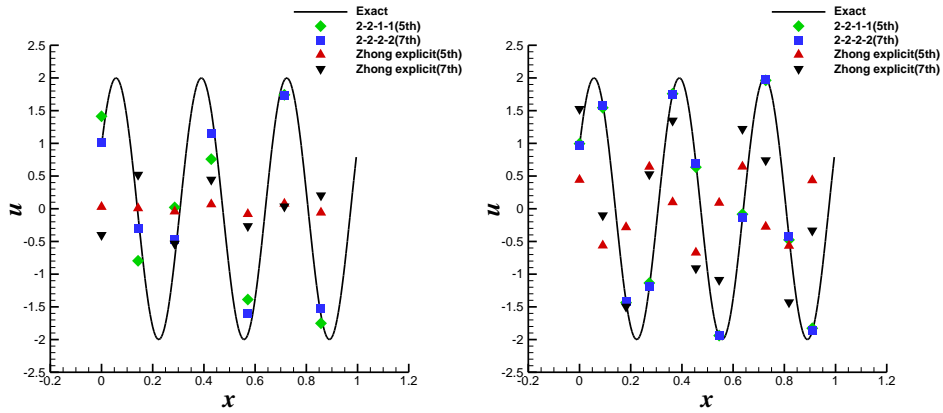 Exact
2-2-1-1(5th)
2-2-2-2(7th)
Zhong explicit(5th)
Zhong explicit(7th)
2.5
2
1.5
1
0.5
0
-0.5
-1
-1.5
-2
-2.5
u
0
0.2
0.4
0.6
0.8
1
1.2
x
Exact
2-2-1-1(5th)
2-2-2-2(7th)
Zhong explicit(5th)
Zhong explicit(7th)
2.5
2
1.5
1
0.5
0
-0.5
-1
-1.5
-2
-2.5
u
-0.2
0
0.2
0.4
0.6
0.8
1
1.2
x